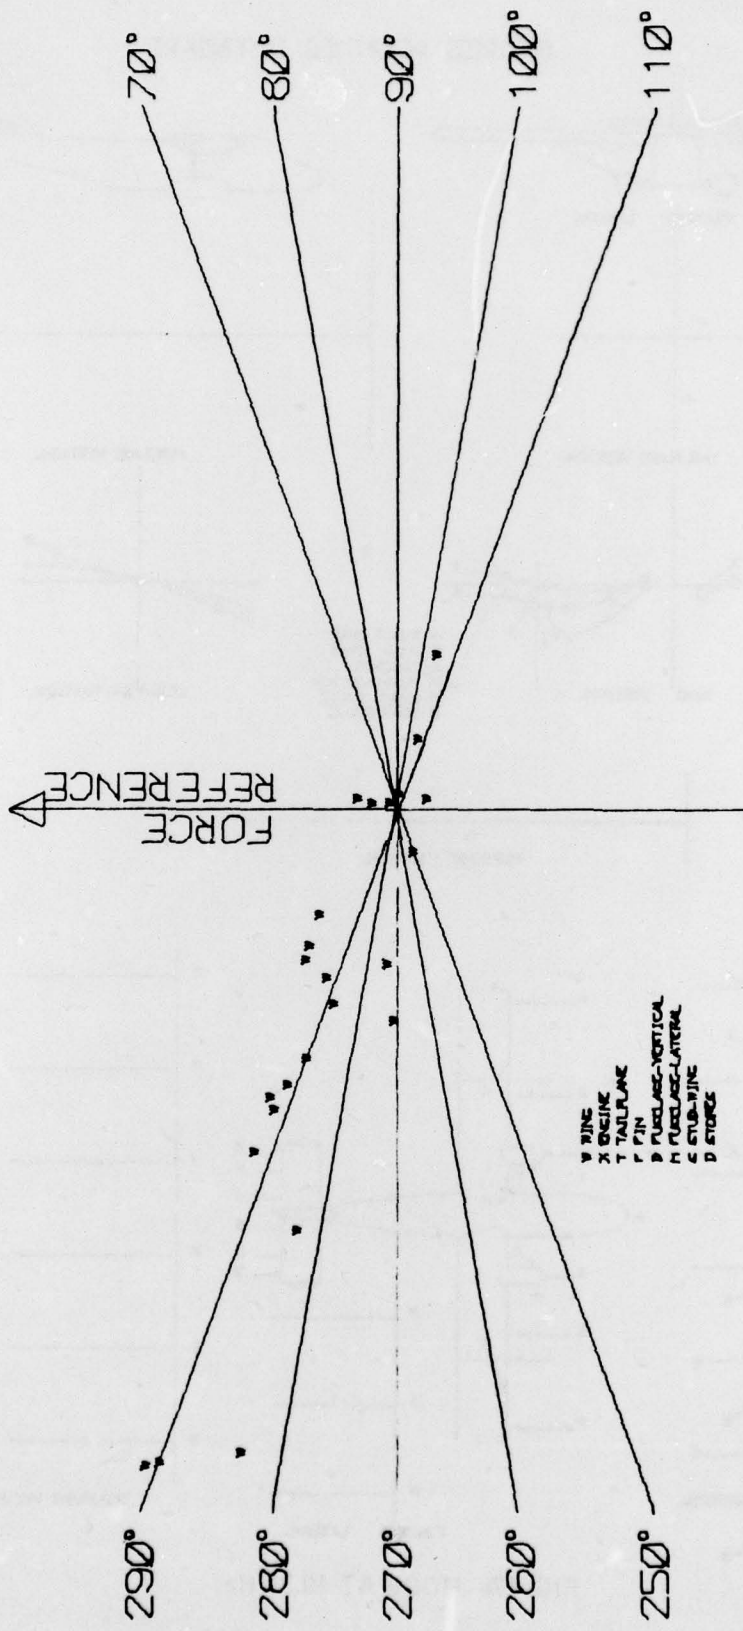 70°
80°
90°
100°
110°
FORCE
REFERENCE
290°
280°
270°
260°
250°
W WING
X ENGINE
T TAILPLANE
F FIN
FUSELAGE-VERTICAL
H FUSELAGE-LATERAL
STUB-WING
D STORES